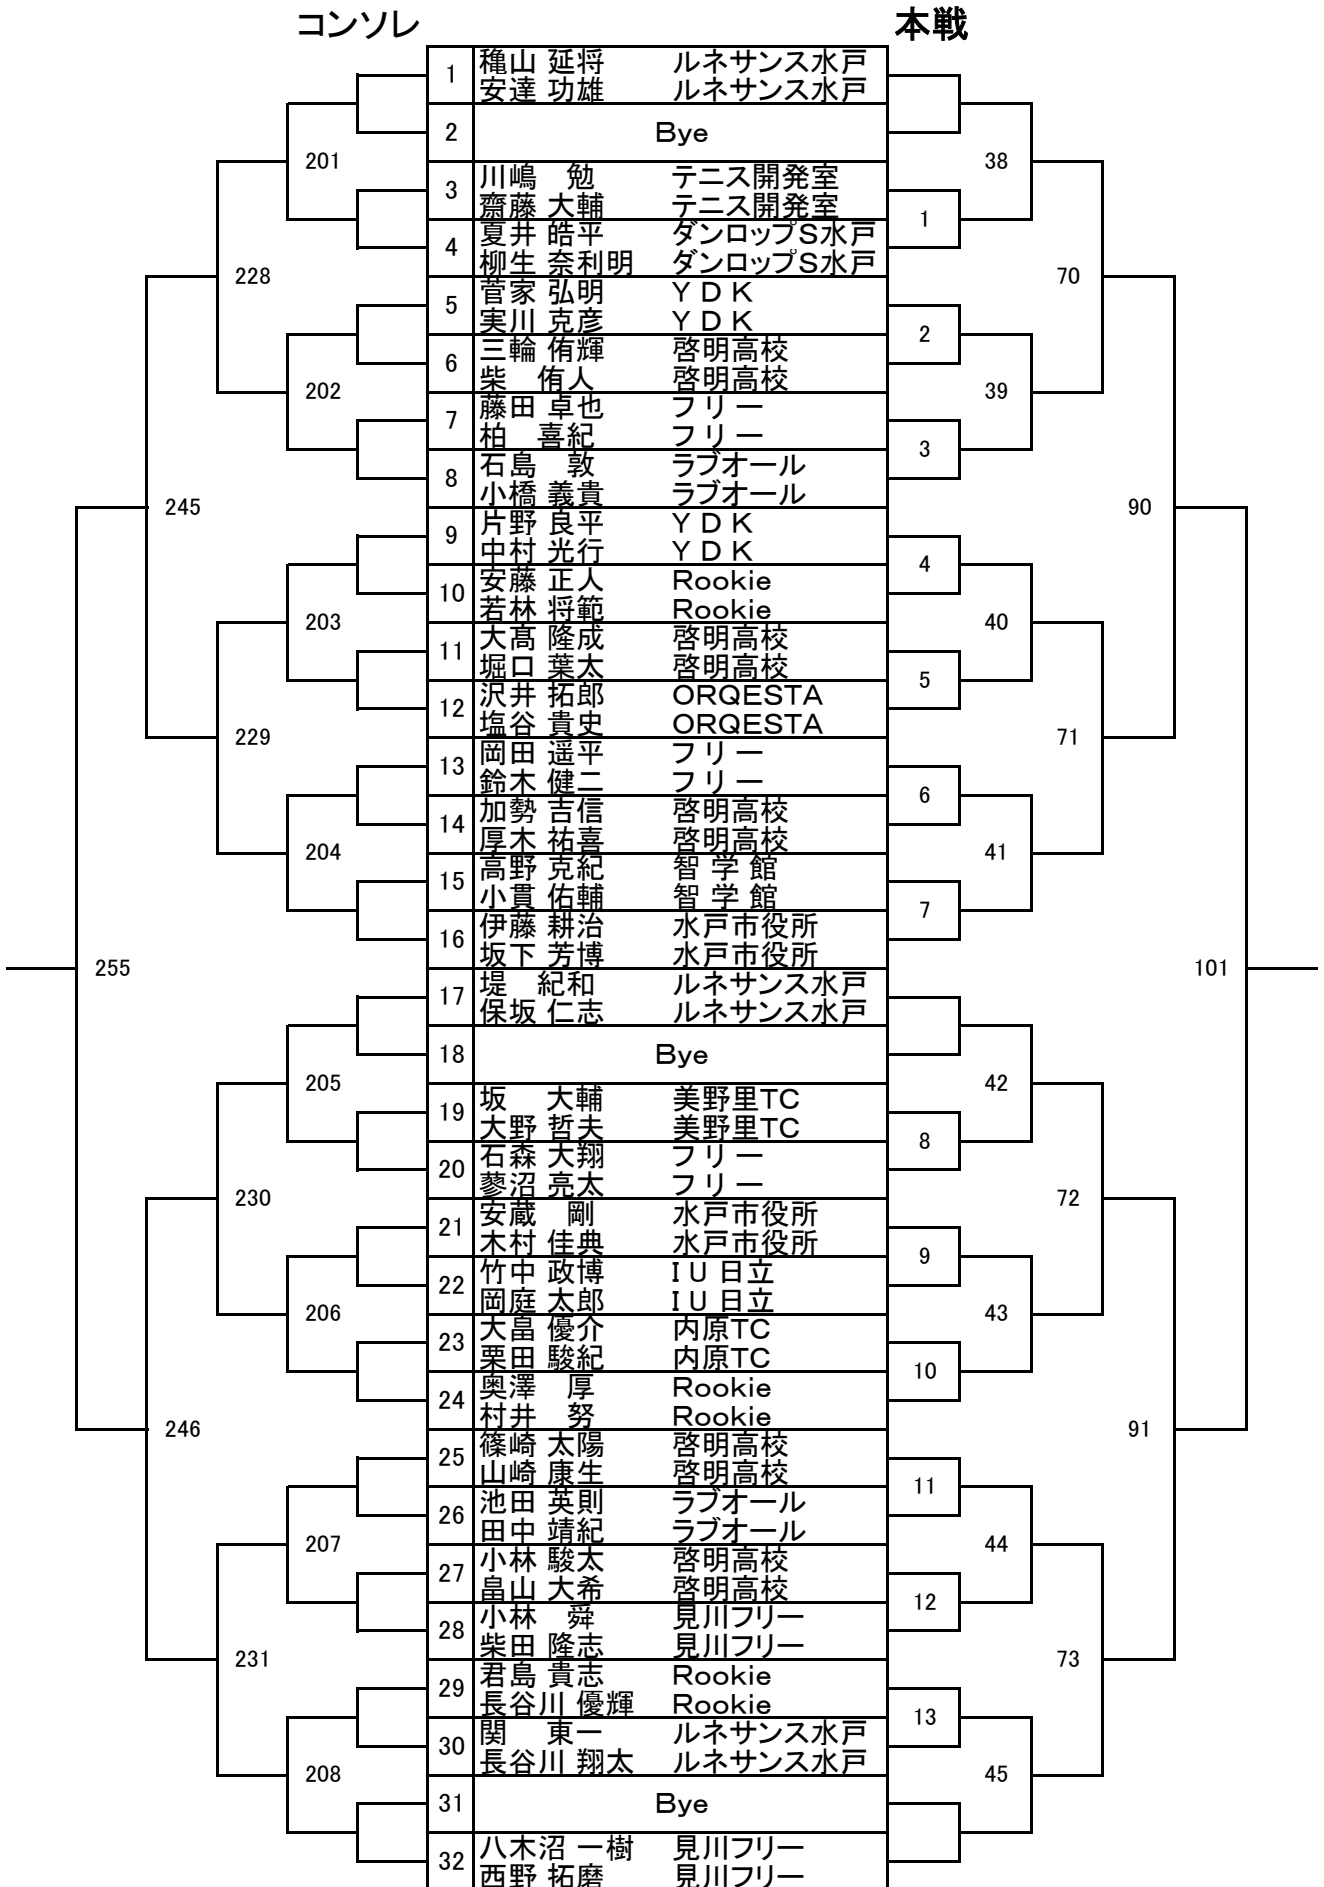 コンソレ 本戦
1 穐山 延将 ルネサンス水戸
安達 功雄 ルネサンス水戸
2 Bye
201 38
3 川嶋 勉 テニス開発室
齋藤 大輔 テニス開発室
1
4 夏井 皓平 ダンロップS水戸
柳生 奈利明 ダンロップS水戸
228 70
5 菅家 弘明 YDK
実川 克彦 YDK
2
6 三輪 侑輝 啓明高校
柴 侑人 啓明高校
202 39
7 藤田 卓也 フリー
柏 喜紀 フリー
3
8 石島 敦 ラブオール
小橋 義貴 ラブオール
245 90
9 片野 良平 YDK
中村 光行 YDK
4
10 安藤 正人 Rookie
若林 将範 Rookie
203 40
11 大髙 隆成 啓明高校
堀口 葉太 啓明高校
5
12 沢井 拓郎 ORQESTA
塩谷 貴史 ORQESTA
229 71
13 岡田 遥平 フリー
鈴木 健二 フリー
6
14 加勢 吉信 啓明高校
厚木 祐喜 啓明高校
204 41
15 高野 克紀 智学館
小貫 佑輔 智学館
7
16 伊藤 耕治 水戸市役所
坂下 芳博 水戸市役所
255 101
17 堤 紀和 ルネサンス水戸
保坂 仁志 ルネサンス水戸
18 Bye
205 42
19 坂 大輔 美野里TC
大野 哲夫 美野里TC
8
20 石森 大翔 フリー
蓼沼 亮太 フリー
230 72
21 安蔵 剛 水戸市役所
木村 佳典 水戸市役所
9
22 竹中 政博 IU日立
岡庭 太郎 IU日立
206 43
23 大畠 優介 内原TC
栗田 駿紀 内原TC
10
24 奥澤 厚 Rookie
村井 努 Rookie
246 91
25 篠崎 太陽 啓明高校
山崎 康生 啓明高校
11
26 池田 英則 ラブオール
田中 靖紀 ラブオール
207 44
27 小林 駿太 啓明高校
畠山 大希 啓明高校
12
28 小林 舜 見川フリー
柴田 隆志 見川フリー
231 73
29 君島 貴志 Rookie
長谷川 優輝 Rookie
13
30 関 東一 ルネサンス水戸
長谷川 翔太 ルネサンス水戸
208 45
31 Bye
32 八木沼 一樹 見川フリー
西野 拓磨 見川フリー